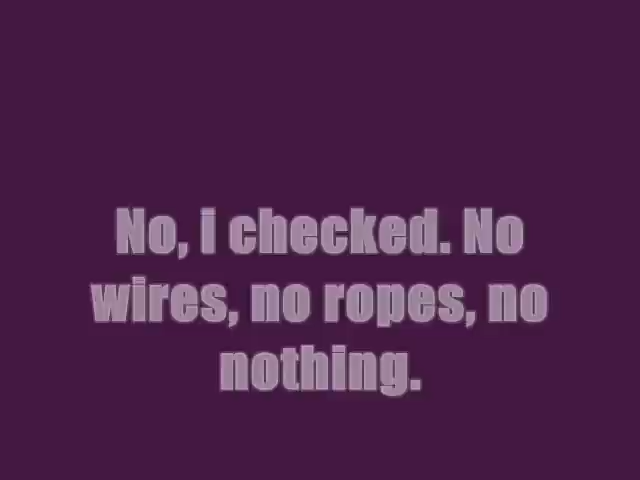 No, i checked. No
wires, no ropes, no
nothing.